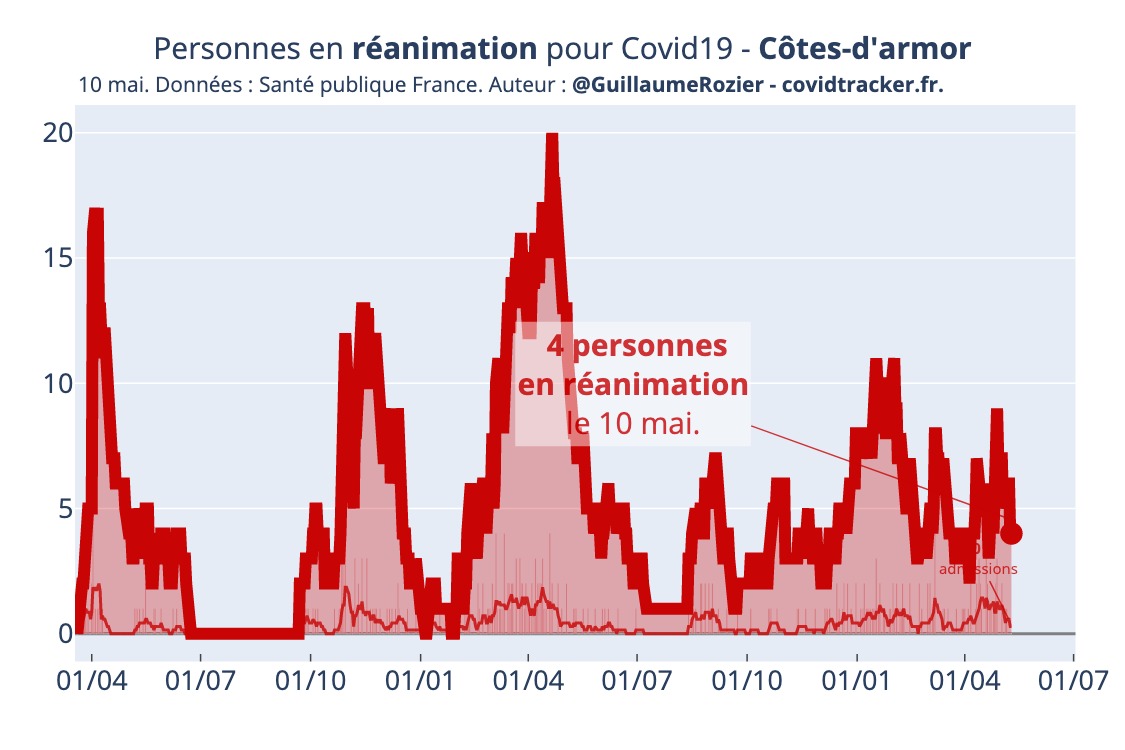 Personnes en réanimation pour Covid19 - Côtes-d'armor
10 mai. Données : Santé publique France. Auteur : @GuillaumeRozier - covidtracker.fr.
20
15
10
5
0
4 personnes
en réanimation
le 10 mai.
admissions
01/04 01/07 01/10 01/01 01/04 01/07 01/10 01/01 01/04 01/07